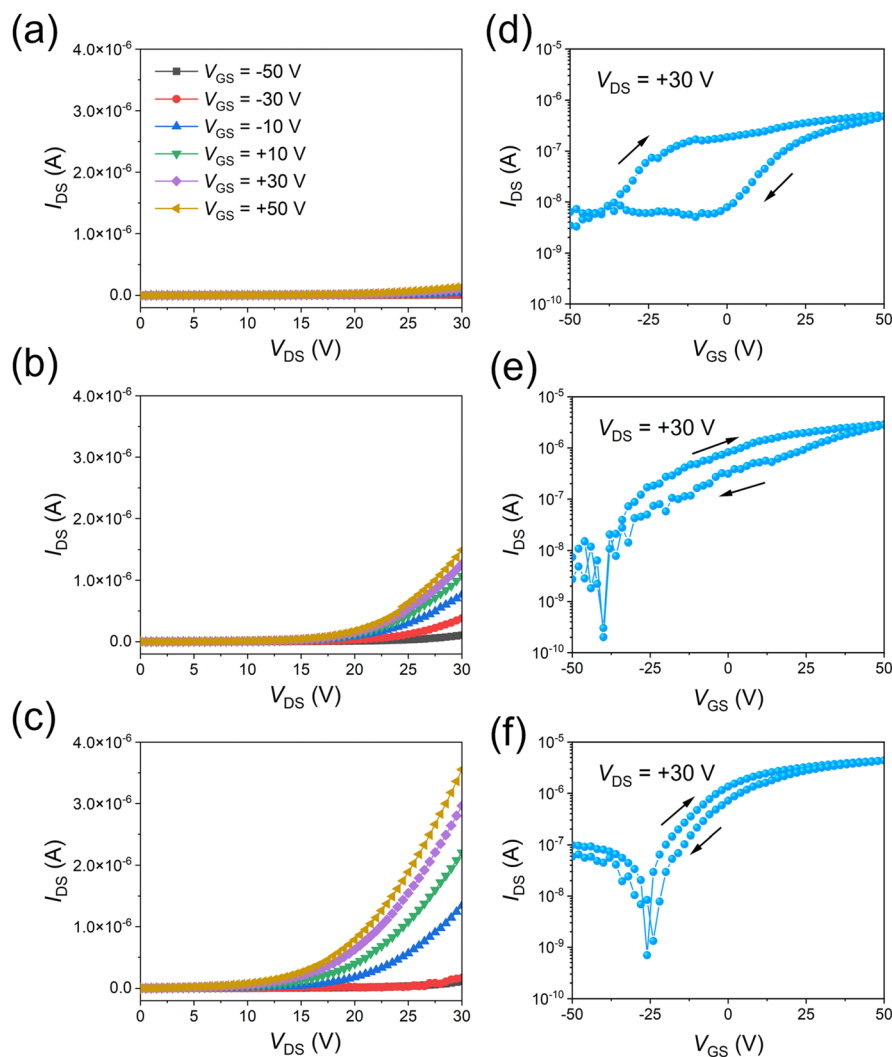 (a)
4.0×10⁻⁶
3.0×10⁻⁶
2.0×10⁻⁶
1.0×10⁻⁶
0.0
I_DS (A)
V_GS = -50 V
V_GS = -30 V
V_GS = -10 V
V_GS = +10 V
V_GS = +30 V
V_GS = +50 V
0 5 10 15 20 25 30
V_DS (V)
(d)
10⁻⁵
10⁻⁶
10⁻⁷
10⁻⁸
10⁻⁹
10⁻¹⁰
I_DS (A)
V_DS = +30 V
-50 -25 0 25 50
V_GS (V)
(b)
4.0×10⁻⁶
3.0×10⁻⁶
2.0×10⁻⁶
1.0×10⁻⁶
0.0
I_DS (A)
0 5 10 15 20 25 30
V_DS (V)
(e)
10⁻⁵
10⁻⁶
10⁻⁷
10⁻⁸
10⁻⁹
10⁻¹⁰
I_DS (A)
V_DS = +30 V
-50 -25 0 25 50
V_GS (V)
(c)
4.0×10⁻⁶
3.0×10⁻⁶
2.0×10⁻⁶
1.0×10⁻⁶
0.0
I_DS (A)
0 5 10 15 20 25 30
V_DS (V)
(f)
10⁻⁵
10⁻⁶
10⁻⁷
10⁻⁸
10⁻⁹
10⁻¹⁰
I_DS (A)
V_DS = +30 V
-50 -25 0 25 50
V_GS (V)